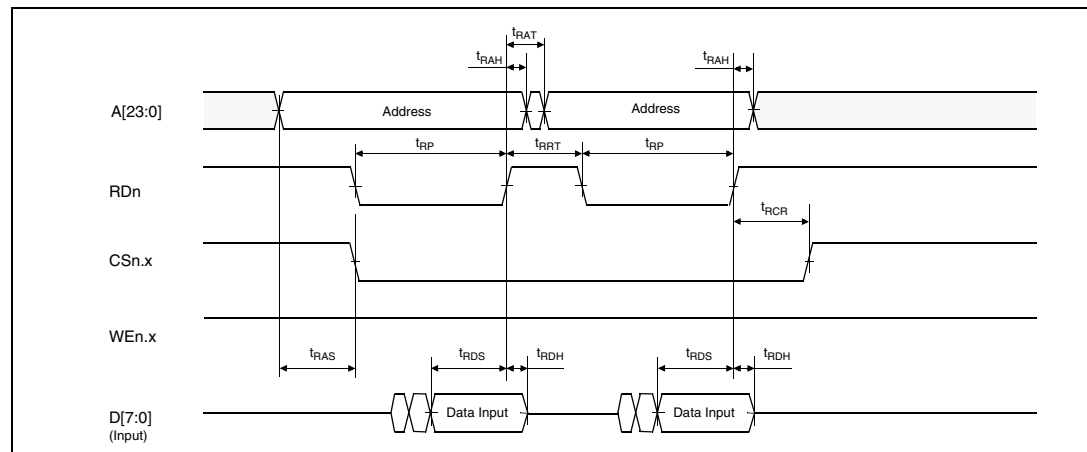 tRAT
tRAH
tRAH
A[23:0]
Address
Address
tRP
tRRT
tRP
RDn
tRCR
CSn.x
WEn.x
tRAS
tRDS
tRDH
tRDS
tRDH
D[7:0]
Data Input
Data Input
(Input)